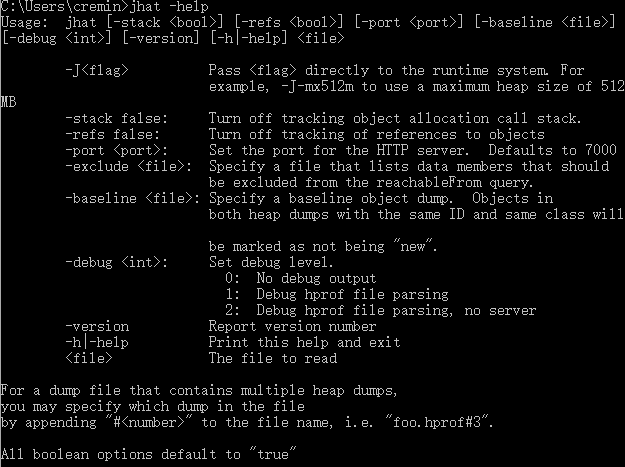 C:\Users\cremin>jhat -help
Usage:  jhat [-stack <bool>] [-refs <bool>] [-port <port>] [-baseline <file>]
[-debug <int>] [-version] [-h|-help] <file>
-J<flag>          Pass <flag> directly to the runtime system. For
example, -J-mx512m to use a maximum heap size of 512
MB
-stack false:     Turn off tracking object allocation call stack.
-refs false:      Turn off tracking of references to objects
-port <port>:     Set the port for the HTTP server.  Defaults to 7000
-exclude <file>:  Specify a file that lists data members that should
be excluded from the reachableFrom query.
-baseline <file>: Specify a baseline object dump.  Objects in
both heap dumps with the same ID and same class will
be marked as not being "new".
-debug <int>:     Set debug level.
0:  No debug output
1:  Debug hprof file parsing
2:  Debug hprof file parsing, no server
-version          Report version number
-h|-help          Print this help and exit
<file>            The file to read
For a dump file that contains multiple heap dumps,
you may specify which dump in the file
by appending "#<number>" to the file name, i.e. "foo.hprof#3".
All boolean options default to "true"